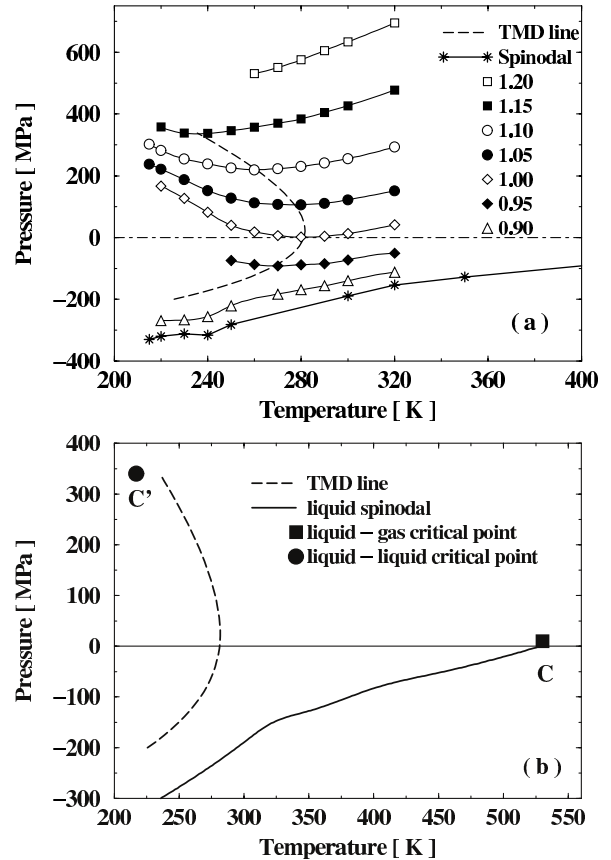 600
400
200
0
−200
−400
Pressure [ MPa]
TMD line
Spinodal
1.20
1.15
1.10
1.05
1.00
0.95
0.90
( a )
200 240 280 320 360 400
Temperature [ K ]
400
300
200
100
0
−100
−200
−300
Pressure [ MPa]
C’
TMD line
liquid spinodal
liquid − gas critical point
liquid − liquid critical point
C
( b )
200 250 300 350 400 450 500 550
Temperature [ K ]